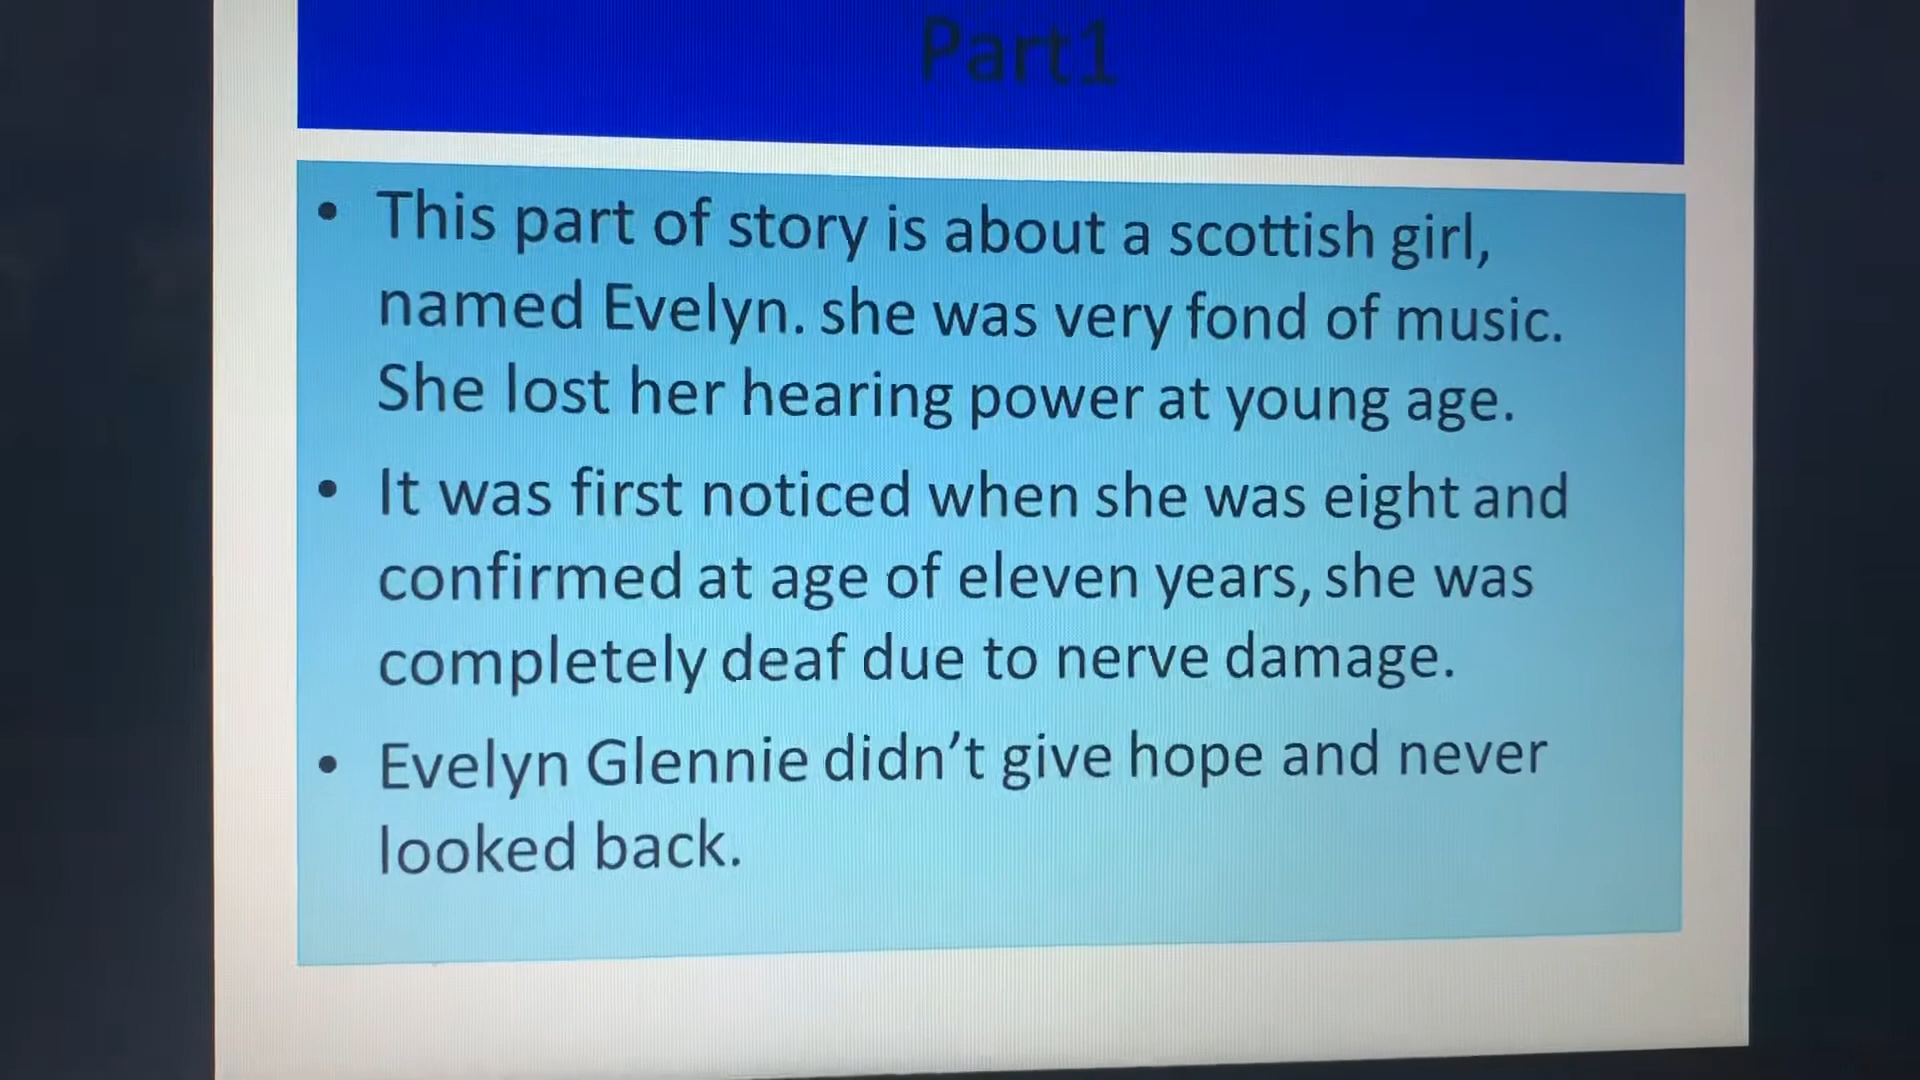 Part1
• This part of story is about a scottish girl,
named Evelyn. she was very fond of music.
She lost her hearing power at young age.
• It was first noticed when she was eight and
confirmed at age of eleven years, she was
completely deaf due to nerve damage.
• Evelyn Glennie didn't give hope and never
looked back.